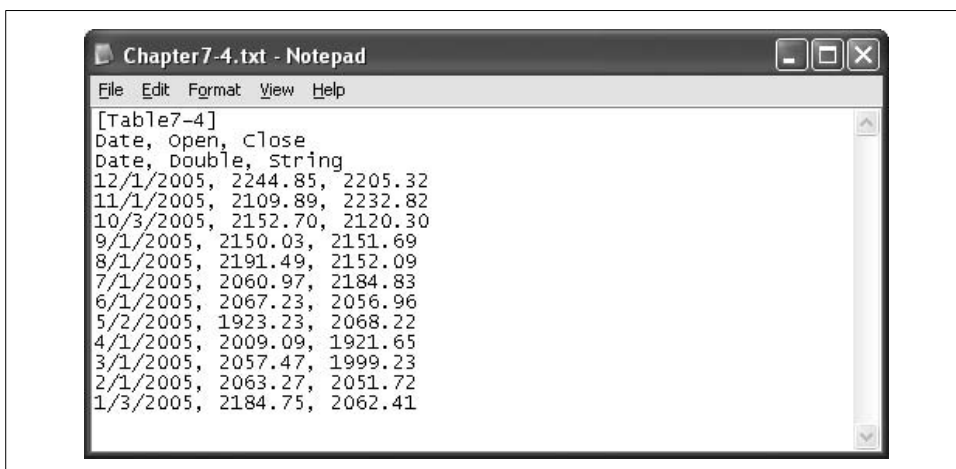 Chapter7-4.txt - Notepad
File Edit Format View Help
[Table7-4]
Date, Open, Close
Date, Double, String
12/1/2005, 2244.85, 2205.32
11/1/2005, 2109.89, 2232.82
10/3/2005, 2152.70, 2120.30
9/1/2005, 2150.03, 2151.69
8/1/2005, 2191.49, 2152.09
7/1/2005, 2060.97, 2184.83
6/1/2005, 2067.23, 2056.96
5/2/2005, 1923.23, 2068.22
4/1/2005, 2009.09, 1921.65
3/1/2005, 2057.47, 1999.23
2/1/2005, 2063.27, 2051.72
1/3/2005, 2184.75, 2062.41